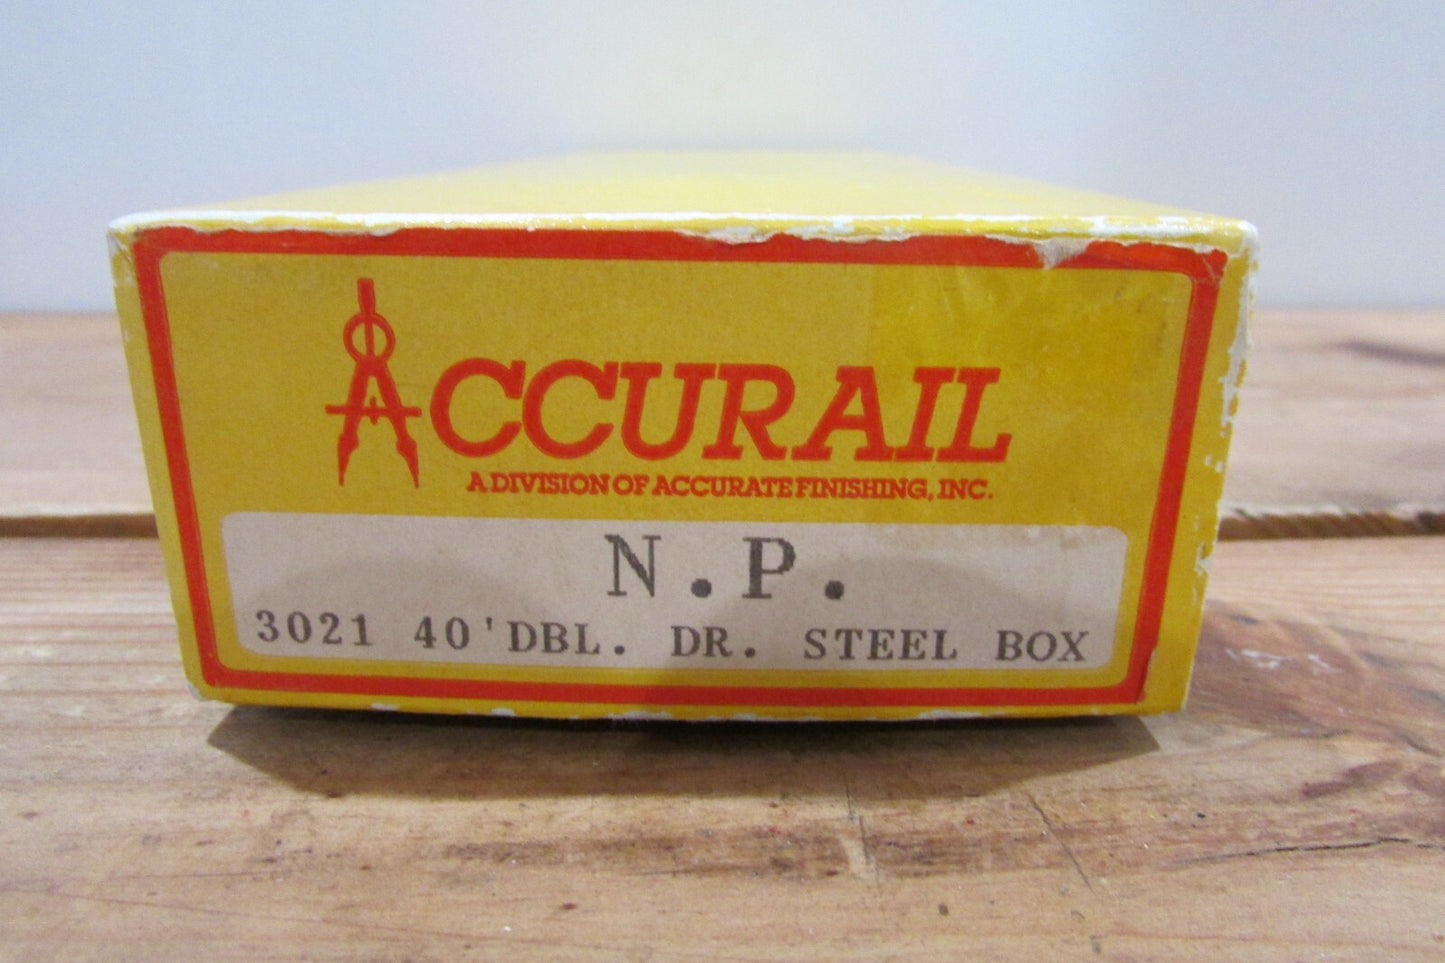 ACCURAIL
A DIVISION OF ACCURATE FINISHING, INC.
N.P.
3021 40'DBL. DR. STEEL BOX